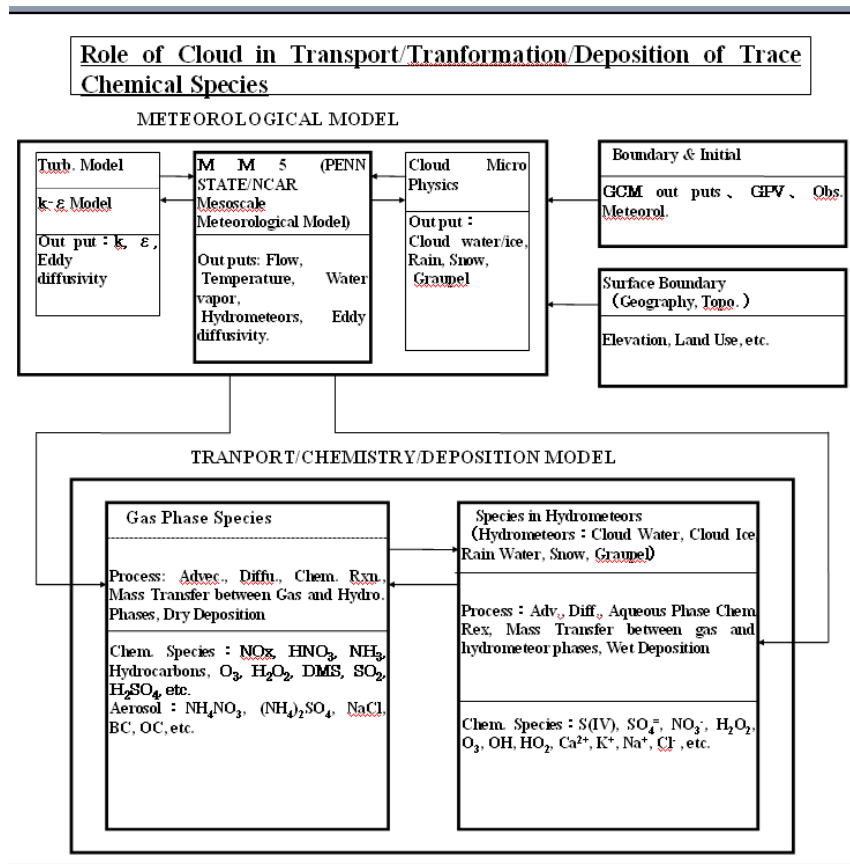 Role of Cloud in Transport/Tranformation/Deposition of Trace
Chemical Species
METEOROLOGICAL MODEL
Turb. Model
k-ε Model
Out put：k, ε,
Eddy
diffusivity
ＭＭ５ (PENN
STATE/NCAR
Mesoscale
Meteorological Model)
Out puts: Flow,
Temperature, Water
vapor,
Hydrometeors, Eddy
diffusivity.
Cloud Micro
Physics
Out put：
Cloud water/ice,
Rain, Snow,
Graupel
Boundary & Initial
GCM out puts、 GPV、 Obs.
Meteorol.
Surface Boundary
（Geography, Topo.）
Elevation, Land Use, etc.
TRANPORT/CHEMISTRY/DEPOSITION MODEL
Gas Phase Species
Process: Advec., Diffu., Chem. Rxn.,
Mass Transfer between Gas and Hydro.
Phases, Dry Deposition
Chem. Species：NOx, HNO₃, NH₃,
Hydrocarbons, O₃, H₂O₂, DMS, SO₂,
H₂SO₄, etc.
Aerosol：NH₄NO₃, (NH₄)₂SO₄, NaCl,
BC, OC, etc.
Species in Hydrometeors
（Hydrometeors：Cloud Water, Cloud Ice
Rain Water, Snow, Graupel）
Process：Adv., Diff., Aqueous Phase Chem
Rex, Mass Transfer between gas and
hydrometeor phases, Wet Deposition
Chem. Species：S(IV), SO₄⁼, NO₃⁻, H₂O₂,
O₃, OH, HO₂, Ca²⁺, K⁺, Na⁺, Cl⁻, etc.